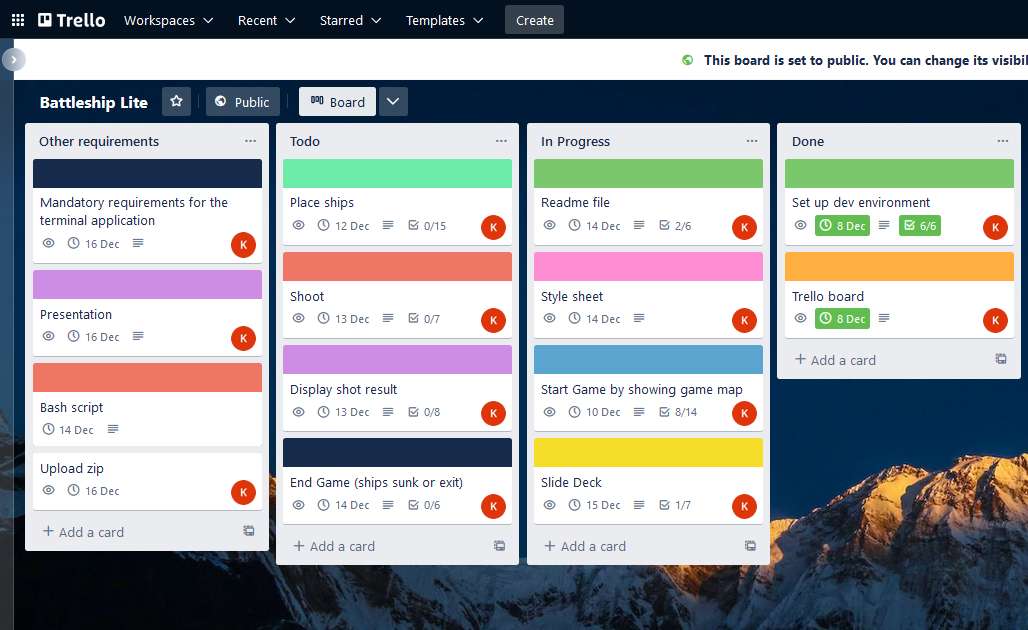 Trello Workspaces Recent Starred Templates Create
This board is set to public. You can change its visibil
Battleship Lite Public Board
Other requirements
Mandatory requirements for the
terminal application
16 Dec
K
Presentation
16 Dec
K
Bash script
14 Dec
Upload zip
16 Dec
K
+ Add a card
Todo
Place ships
12 Dec 0/15
K
Shoot
13 Dec 0/7
K
Display shot result
13 Dec 0/8
K
End Game (ships sunk or exit)
14 Dec 0/6
K
+ Add a card
In Progress
Readme file
14 Dec 2/6
K
Style sheet
14 Dec
K
Start Game by showing game map
10 Dec 8/14
K
Slide Deck
15 Dec 1/7
K
+ Add a card
Done
Set up dev environment
8 Dec 6/6
K
Trello board
8 Dec
K
+ Add a card